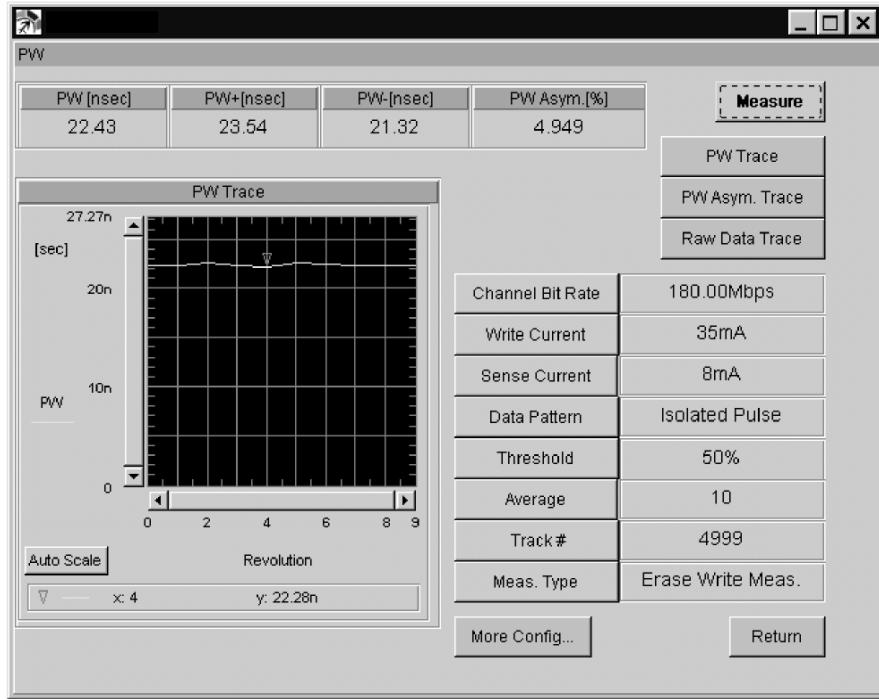 PW
PW [nsec] PW+[nsec] PW-[nsec] PW Asym.[%]
22.43 23.54 21.32 4.949
Measure
PW Trace
PW Asym. Trace
Raw Data Trace
PW Trace
27.27n
[sec]
20n
10n
PW
0
0 2 4 6 8 9
Auto Scale
Revolution
x: 4 y: 22.28n
Channel Bit Rate 180.00Mbps
Write Current 35mA
Sense Current 8mA
Data Pattern Isolated Pulse
Threshold 50%
Average 10
Track # 4999
Meas. Type Erase Write Meas.
More Config... Return